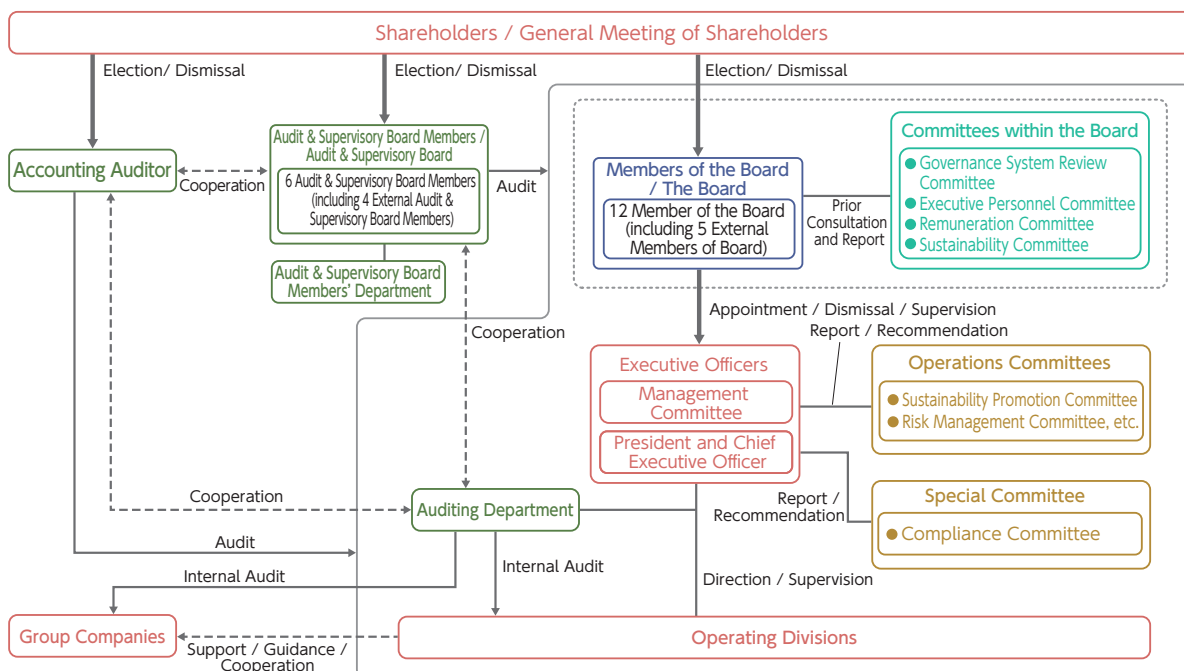 Shareholders / General Meeting of Shareholders
Election/ Dismissal
Election/ Dismissal
Election/ Dismissal
Accounting Auditor
Cooperation
Audit & Supervisory Board Members /
Audit & Supervisory Board
6 Audit & Supervisory Board Members
(including 4 External Audit &
Supervisory Board Members)
Audit
Audit & Supervisory Board
Members' Department
Members of the Board
/ The Board
12 Member of the Board
(including 5 External
Members of Board)
Prior
Consultation
and Report
Committees within the Board
● Governance System Review
Committee
● Executive Personnel Committee
● Remuneration Committee
● Sustainability Committee
Cooperation
Appointment / Dismissal / Supervision
Report / Recommendation
Executive Officers
Management
Committee
President and Chief
Executive Officer
Operations Committees
● Sustainability Promotion Committee
● Risk Management Committee, etc.
Report /
Recommendation
Special Committee
● Compliance Committee
Cooperation
Auditing Department
Audit
Internal Audit
Internal Audit
Direction / Supervision
Group Companies
Support / Guidance /
Cooperation
Operating Divisions